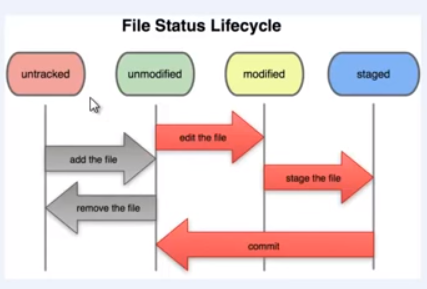 File Status Lifecycle
untracked
unmodified
modified
staged
edit the file
add the file
stage the file
remove the file
commit